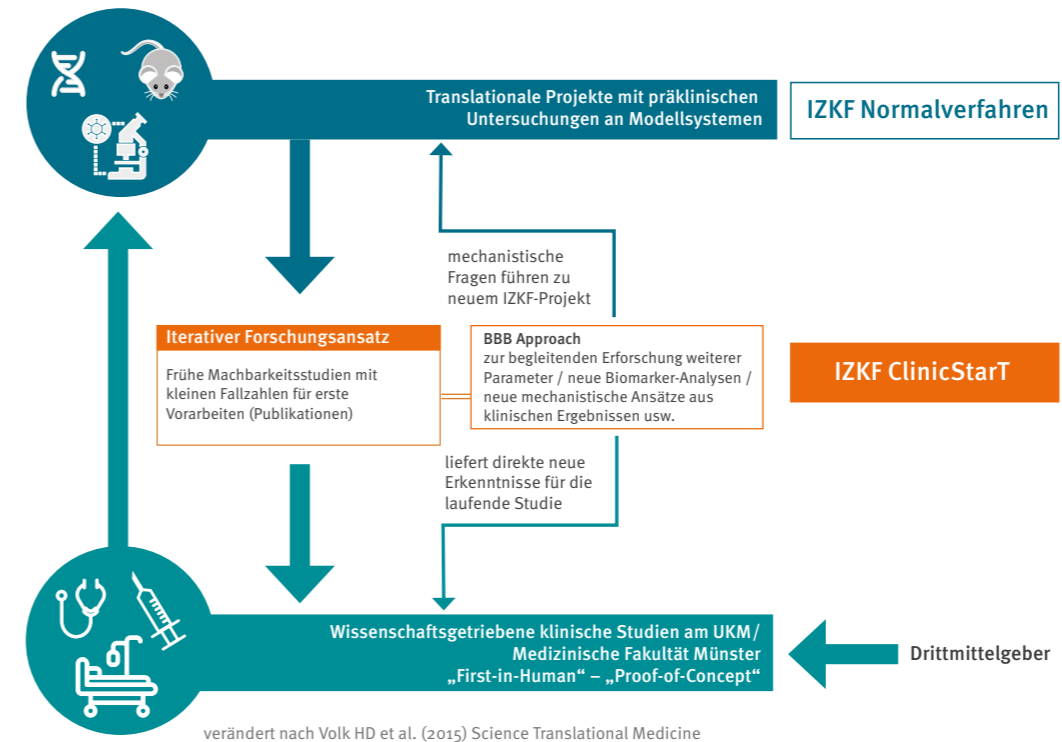 Translationale Projekte mit präklinischen
Untersuchungen an Modellsystemen
IZKF Normalverfahren
mechanistische
Fragen führen zu
neuem IZKF-Projekt
Iterativer Forschungsansatz
Frühe Machbarkeitsstudien mit
kleinen Fallzahlen für erste
Vorarbeiten (Publikationen)
BBB Approach
zur begleitenden Erforschung weiterer
Parameter / neue Biomarker-Analysen /
neue mechanistische Ansätze aus
klinischen Ergebnissen usw.
IZKF ClinicStarT
liefert direkte neue
Erkenntnisse für die
laufende Studie
Wissenschaftsgetriebene klinische Studien am UKM/
Medizinische Fakultät Münster
„First-in-Human“ – „Proof-of-Concept“
Drittmittelgeber
verändert nach Volk HD et al. (2015) Science Translational Medicine